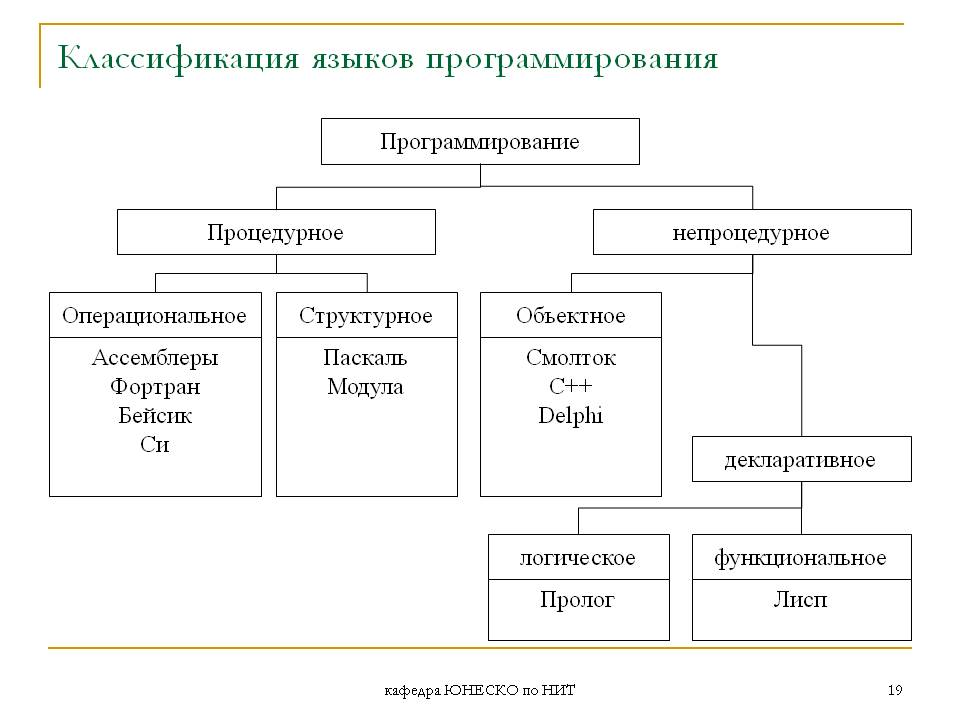 Классификация языков программирования
Программирование
Процедурное
непроцедурное
Операциональное
Ассемблеры
Фортран
Бейсик
Си
Структурное
Паскаль
Модула
Объектное
Смолток
C++
Delphi
декларативное
логическое
Пролог
функциональное
Лисп
кафедра ЮНЕСКО по НИТ
19